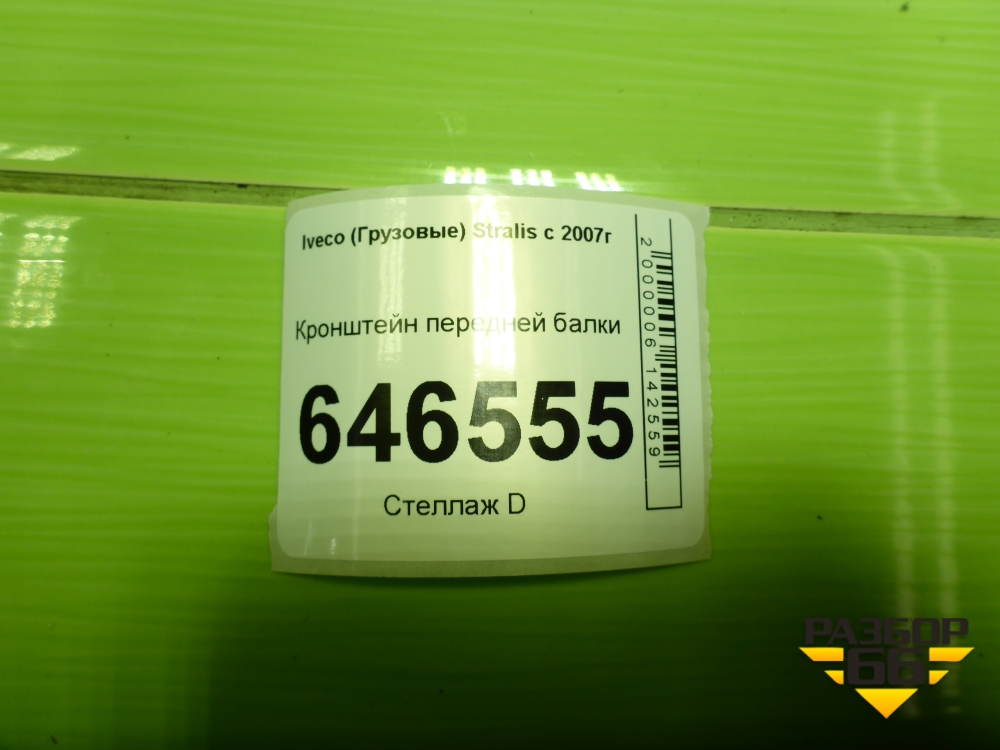 Iveco (Грузовые) Stralis с 2007г
Кронштейн передней балки
646555
Стеллаж D
2000006142559
РАЗБОР
66